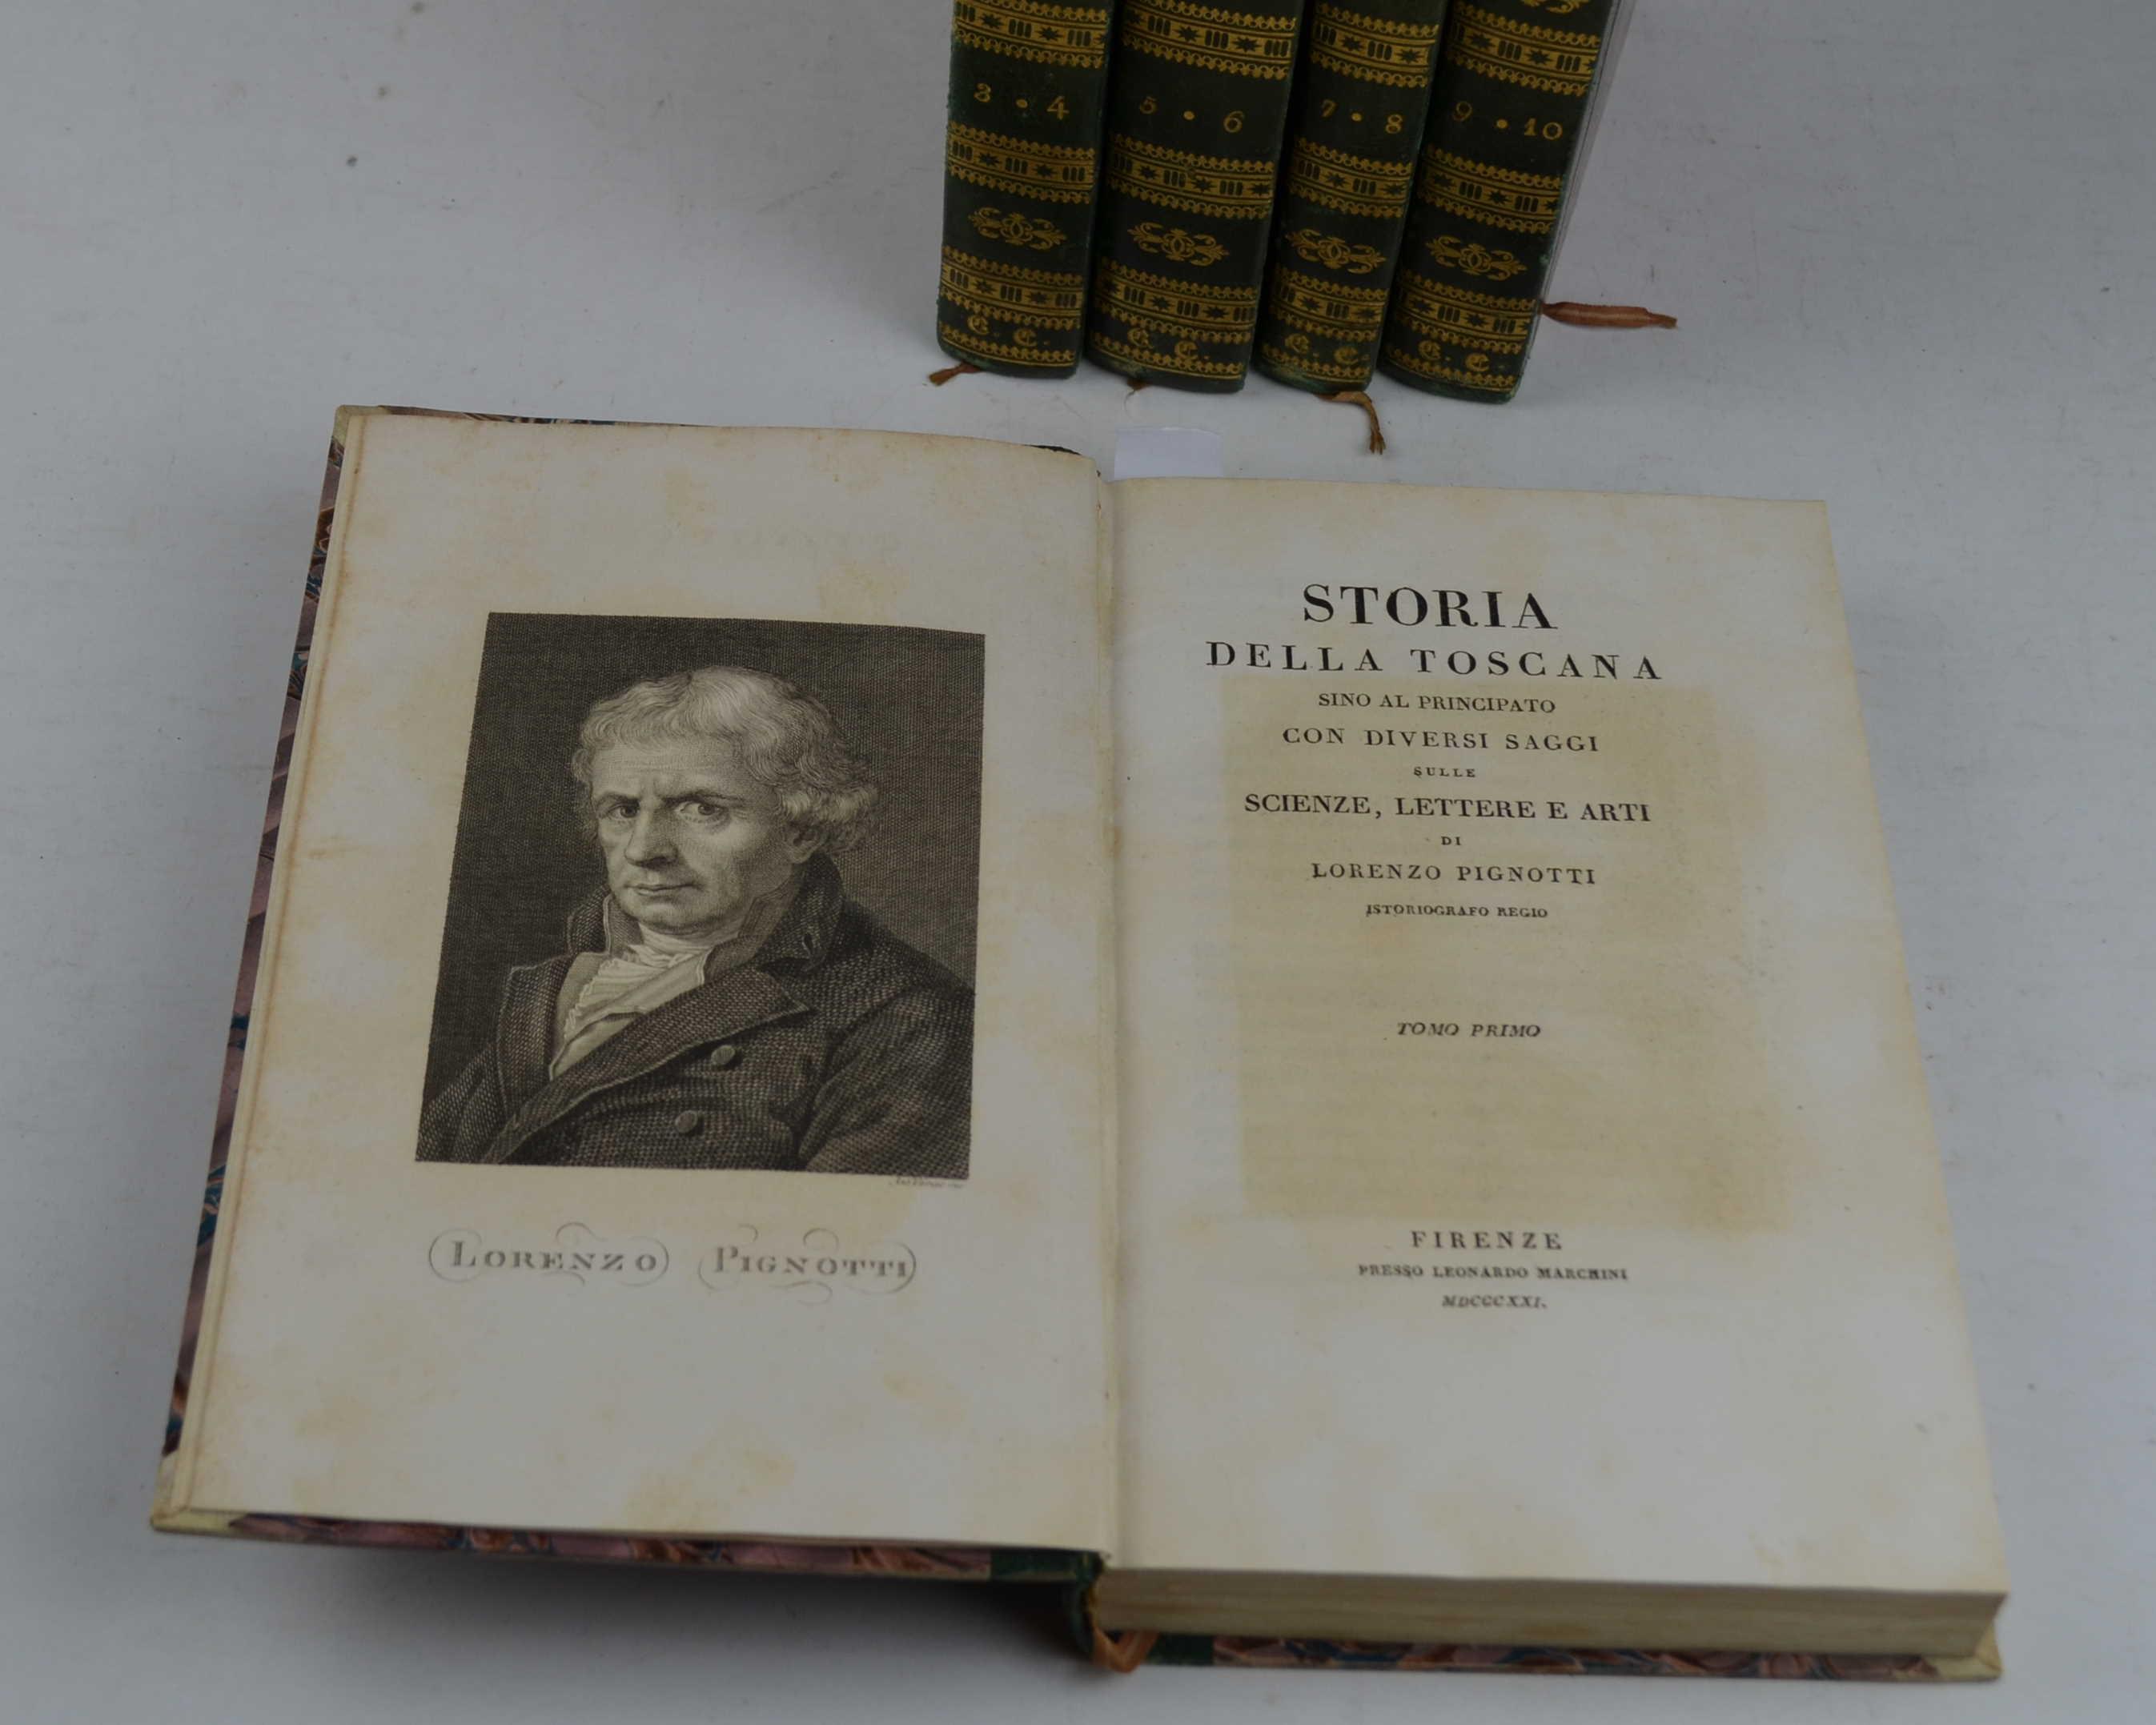 3 • 4
5 • 6
7 • 8
9 • 10
C. C.
C. C.
C. C.
C. C.
LORENZO PIGNOTTI
STORIA
DELLA TOSCANA
SINO AL PRINCIPATO
CON DIVERSI SAGGI
SULLE
SCIENZE, LETTERE E ARTI
DI
LORENZO PIGNOTTI
ISTORIOGRAFO REGIO
TOMO PRIMO
FIRENZE
PRESSO LEONARDO MARCHINI
MDCCCXXI.